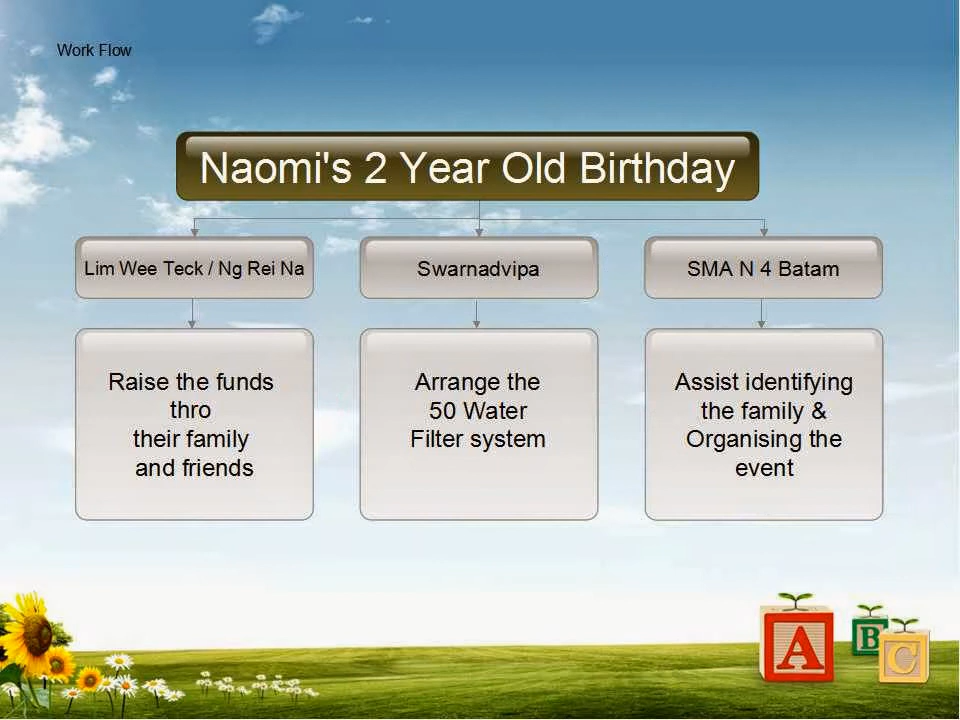 Work Flow
Naomi's 2 Year Old Birthday
Lim Wee Teck / Ng Rei Na
Swarnadvipa
SMA N 4 Batam
Raise the funds
thro
their family
and friends
Arrange the
50 Water
Filter system
Assist identifying
the family &
Organising the
event
A
B
C